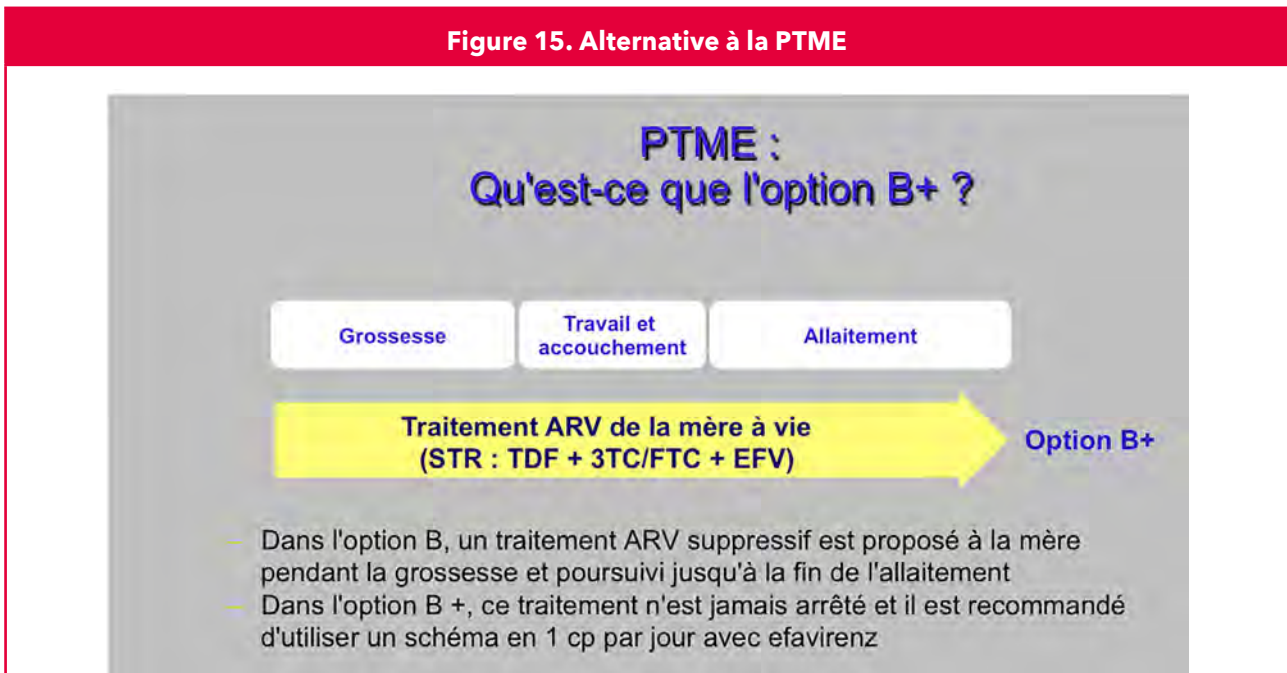 Figure 15. Alternative à la PTME
PTME :
Qu'est-ce que l'option B+ ?
Grossesse
Travail et
accouchement
Allaitement
Traitement ARV de la mère à vie
(STR : TDF + 3TC/FTC + EFV)
Option B+
– Dans l'option B, un traitement ARV suppressif est proposé à la mère
pendant la grossesse et poursuivi jusqu'à la fin de l'allaitement
– Dans l'option B +, ce traitement n'est jamais arrêté et il est recommandé
d'utiliser un schéma en 1 cp par jour avec efavirenz